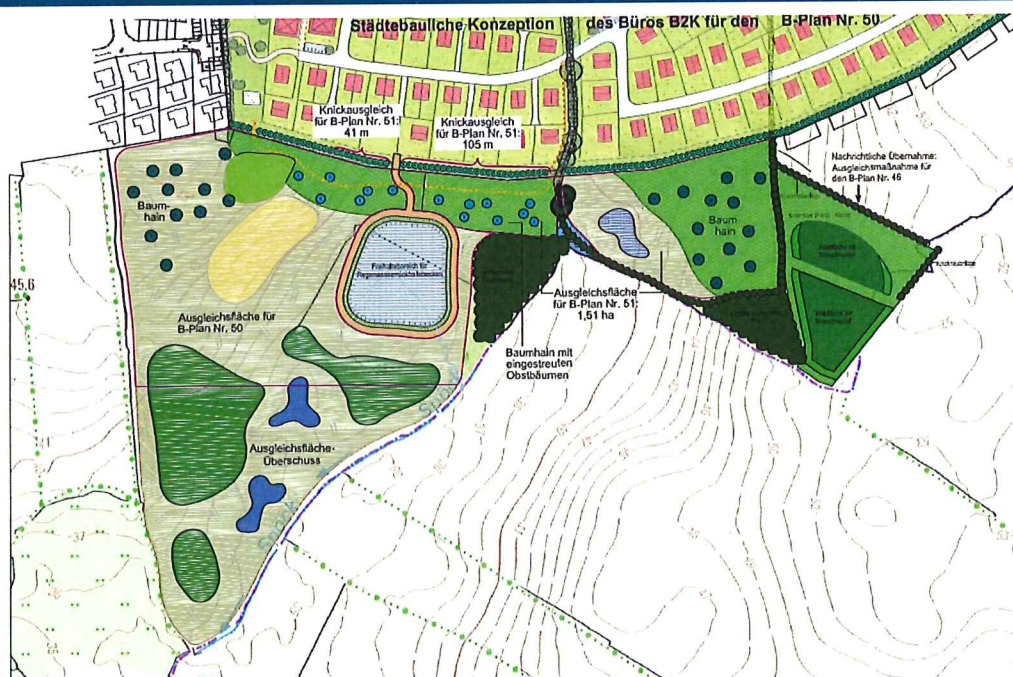 Städtebauliche Konzeption des Büros B2K für den B-Plan Nr. 50
Knickausgleich
für B-Plan Nr. 51:
41 m
Knickausgleich
für B-Plan Nr. 51:
105 m
Nachrichtliche Übernahme:
Ausgleichsmaßnahme für
den B-Plan Nr. 46
Baum-
hain
Baum
hain
45.6
Ausgleichsfläche für
B-Plan Nr. 50
Ausgleichsfläche
für B-Plan Nr. 51:
1,51 ha
Baumhain mit
eingestreuten
Obstbäumen
Ausgleichsfläche-
Überschuss
37
35